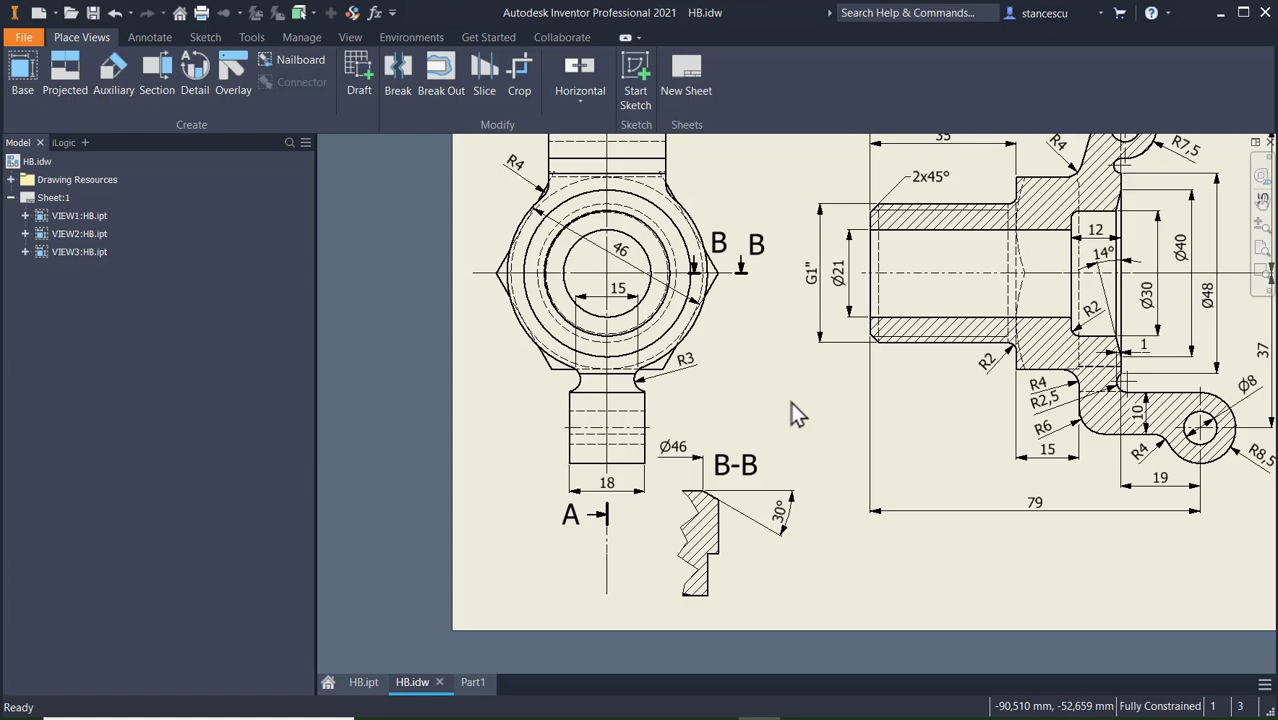 Autodesk Inventor Professional 2021 HB.idw
Search Help & Commands...
stancescu
File Place Views Annotate Sketch Tools Manage View Environments Get Started Collaborate
Base Projected Auxiliary Section Detail Overlay
Nailboard
Connector
Draft
Break Break Out Slice Crop
Horizontal
Start
Sketch
New Sheet
Create
Modify
Sketch
Sheets
Model
iLogic
HB.idw
Drawing Resources
Sheet:1
VIEW1:HB.ipt
VIEW2:HB.ipt
VIEW3:HB.ipt
R4
46
15
B
B
R3
18
A
Ø46
B-B
30°
35
R4
R7,5
2x45°
G1"
Ø21
12
14°
Ø40
Ø30
Ø48
R2
1
R2
37
R4
R2,5
R6
10
Ø8
R4
R8,5
15
19
79
HB.ipt
HB.idw
Part1
Ready
-90,510 mm, -52,659 mm Fully Constrained 1 3